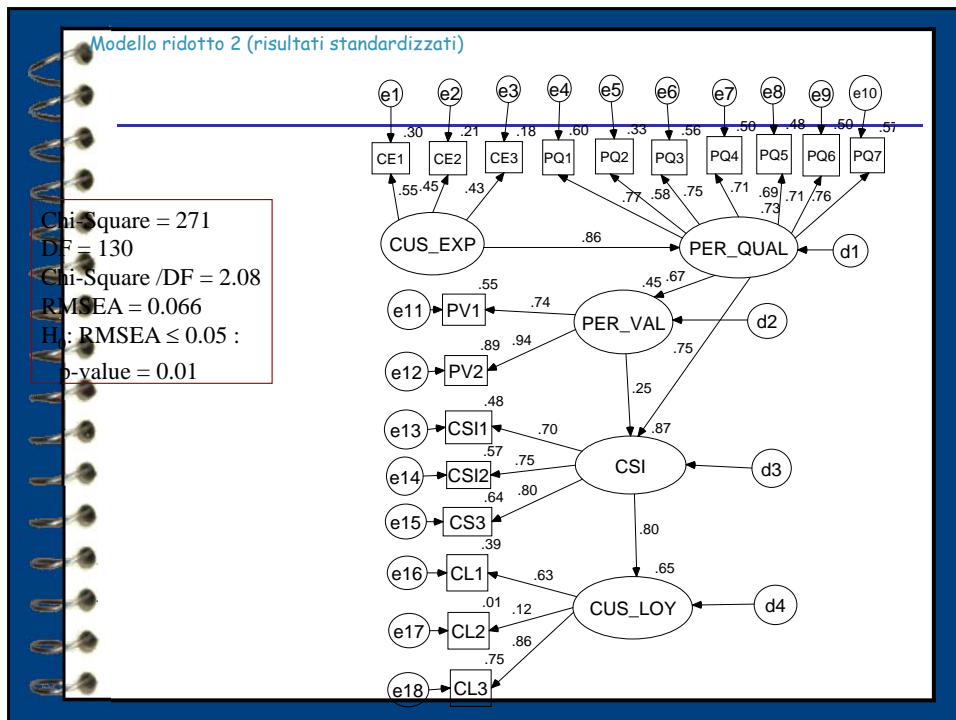 Modello ridotto 2 (risultati standardizzati)
e1 e2 e3 e4 e5 e6 e7 e8 e9 e10
.30 .21 .18 .60 .33 .56 .50 .48 .50 .57
CE1 CE2 CE3 PQ1 PQ2 PQ3 PQ4 PQ5 PQ6 PQ7
.55 .45 .43 .77 .58 .75 .71 .69 .71 .76
.73
CUS_EXP .86 PER_QUAL d1
Chi-Square = 271
DF = 130
Chi-Square /DF = 2.08
RMSEA = 0.066
H0: RMSEA ≤ 0.05 :
p-value = 0.01
.45 .67
.55
e11 PV1 .74 PER_VAL d2
.89 .94 .75
e12 PV2
.25
.48
e13 CSI1 .70 .87
.57 .75 CSI d3
e14 CSI2
.64 .80
e15 CS3
.80
.39
e16 CL1 .63 .65
.01 .12 CUS_LOY d4
e17 CL2
.86
.75
e18 CL3